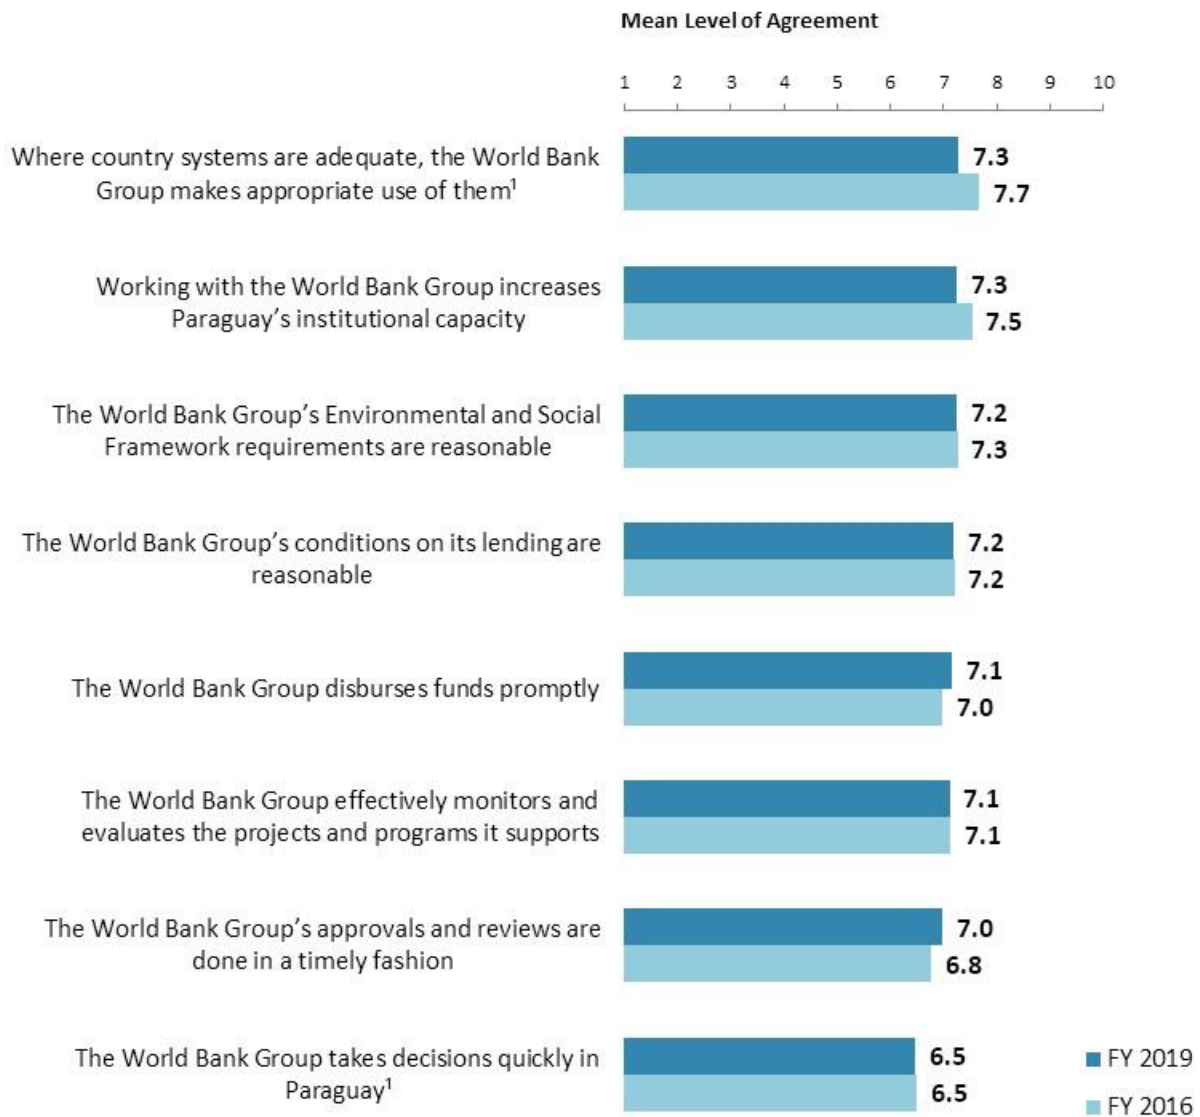 Mean Level of Agreement
1 2 3 4 5 6 7 8 9 10
Where country systems are adequate, the World Bank
Group makes appropriate use of them¹
7.3
7.7
Working with the World Bank Group increases
Paraguay’s institutional capacity
7.3
7.5
The World Bank Group’s Environmental and Social
Framework requirements are reasonable
7.2
7.3
The World Bank Group’s conditions on its lending are
reasonable
7.2
7.2
The World Bank Group disburses funds promptly
7.1
7.0
The World Bank Group effectively monitors and
evaluates the projects and programs it supports
7.1
7.1
The World Bank Group’s approvals and reviews are
done in a timely fashion
7.0
6.8
The World Bank Group takes decisions quickly in
Paraguay¹
6.5
6.5
FY 2019
FY 2016